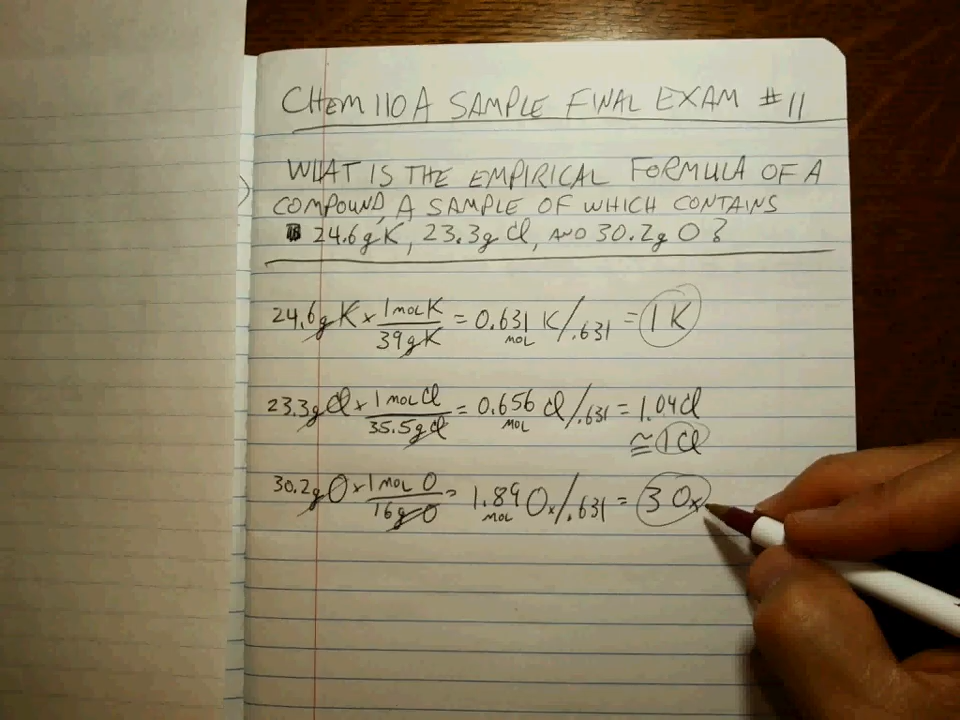 CHEM 110A SAMPLE FINAL EXAM #11
WHAT IS THE EMPIRICAL FORMULA OF A
COMPOUND, A SAMPLE OF WHICH CONTAINS
24.6g K, 23.3g Cl, AND 30.2g O?
24.6g K x 1 mol K / 39g K = 0.631 mol K / .631 = 1 K
23.3g Cl x 1 mol Cl / 35.5g Cl = 0.656 mol Cl / .631 = 1.04 Cl
≅ 1 Cl
30.2g O x 1 mol O / 16g O = 1.89 mol Ox / .631 = 3 Ox